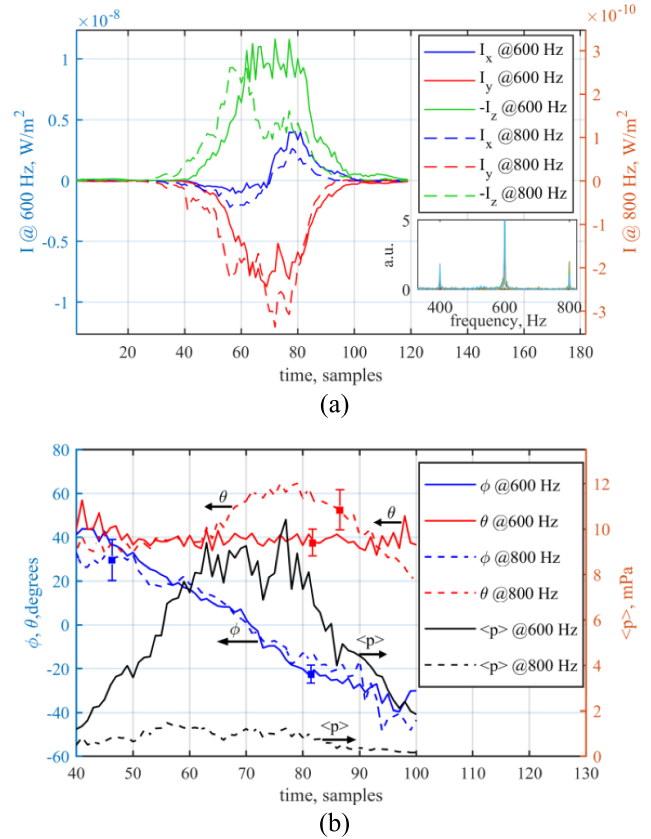 ×10⁻⁸
×10⁻¹⁰
1
0.5
0
-0.5
-1
I @ 600 Hz, W/m²
3
2
1
0
-1
-2
-3
I @ 800 Hz, W/m²
I_x @600 Hz
I_y @600 Hz
-I_z @600 Hz
I_x @800 Hz
I_y @800 Hz
-I_z @800 Hz
5
0
a.u.
400 600 800
frequency, Hz
20 40 60 80 100 120 140 160 180
time, samples
(a)
80
60
40
20
0
-20
-40
-60
ϕ, θ,degrees
14
12
10
8
6
4
2
0
<p>, mPa
θ
θ
ϕ
<p>
<p>
ϕ @600 Hz
θ @600 Hz
ϕ @800 Hz
θ @800 Hz
<p> @600 Hz
<p> @800 Hz
40 50 60 70 80 90 100 110 120 130
time, samples
(b)